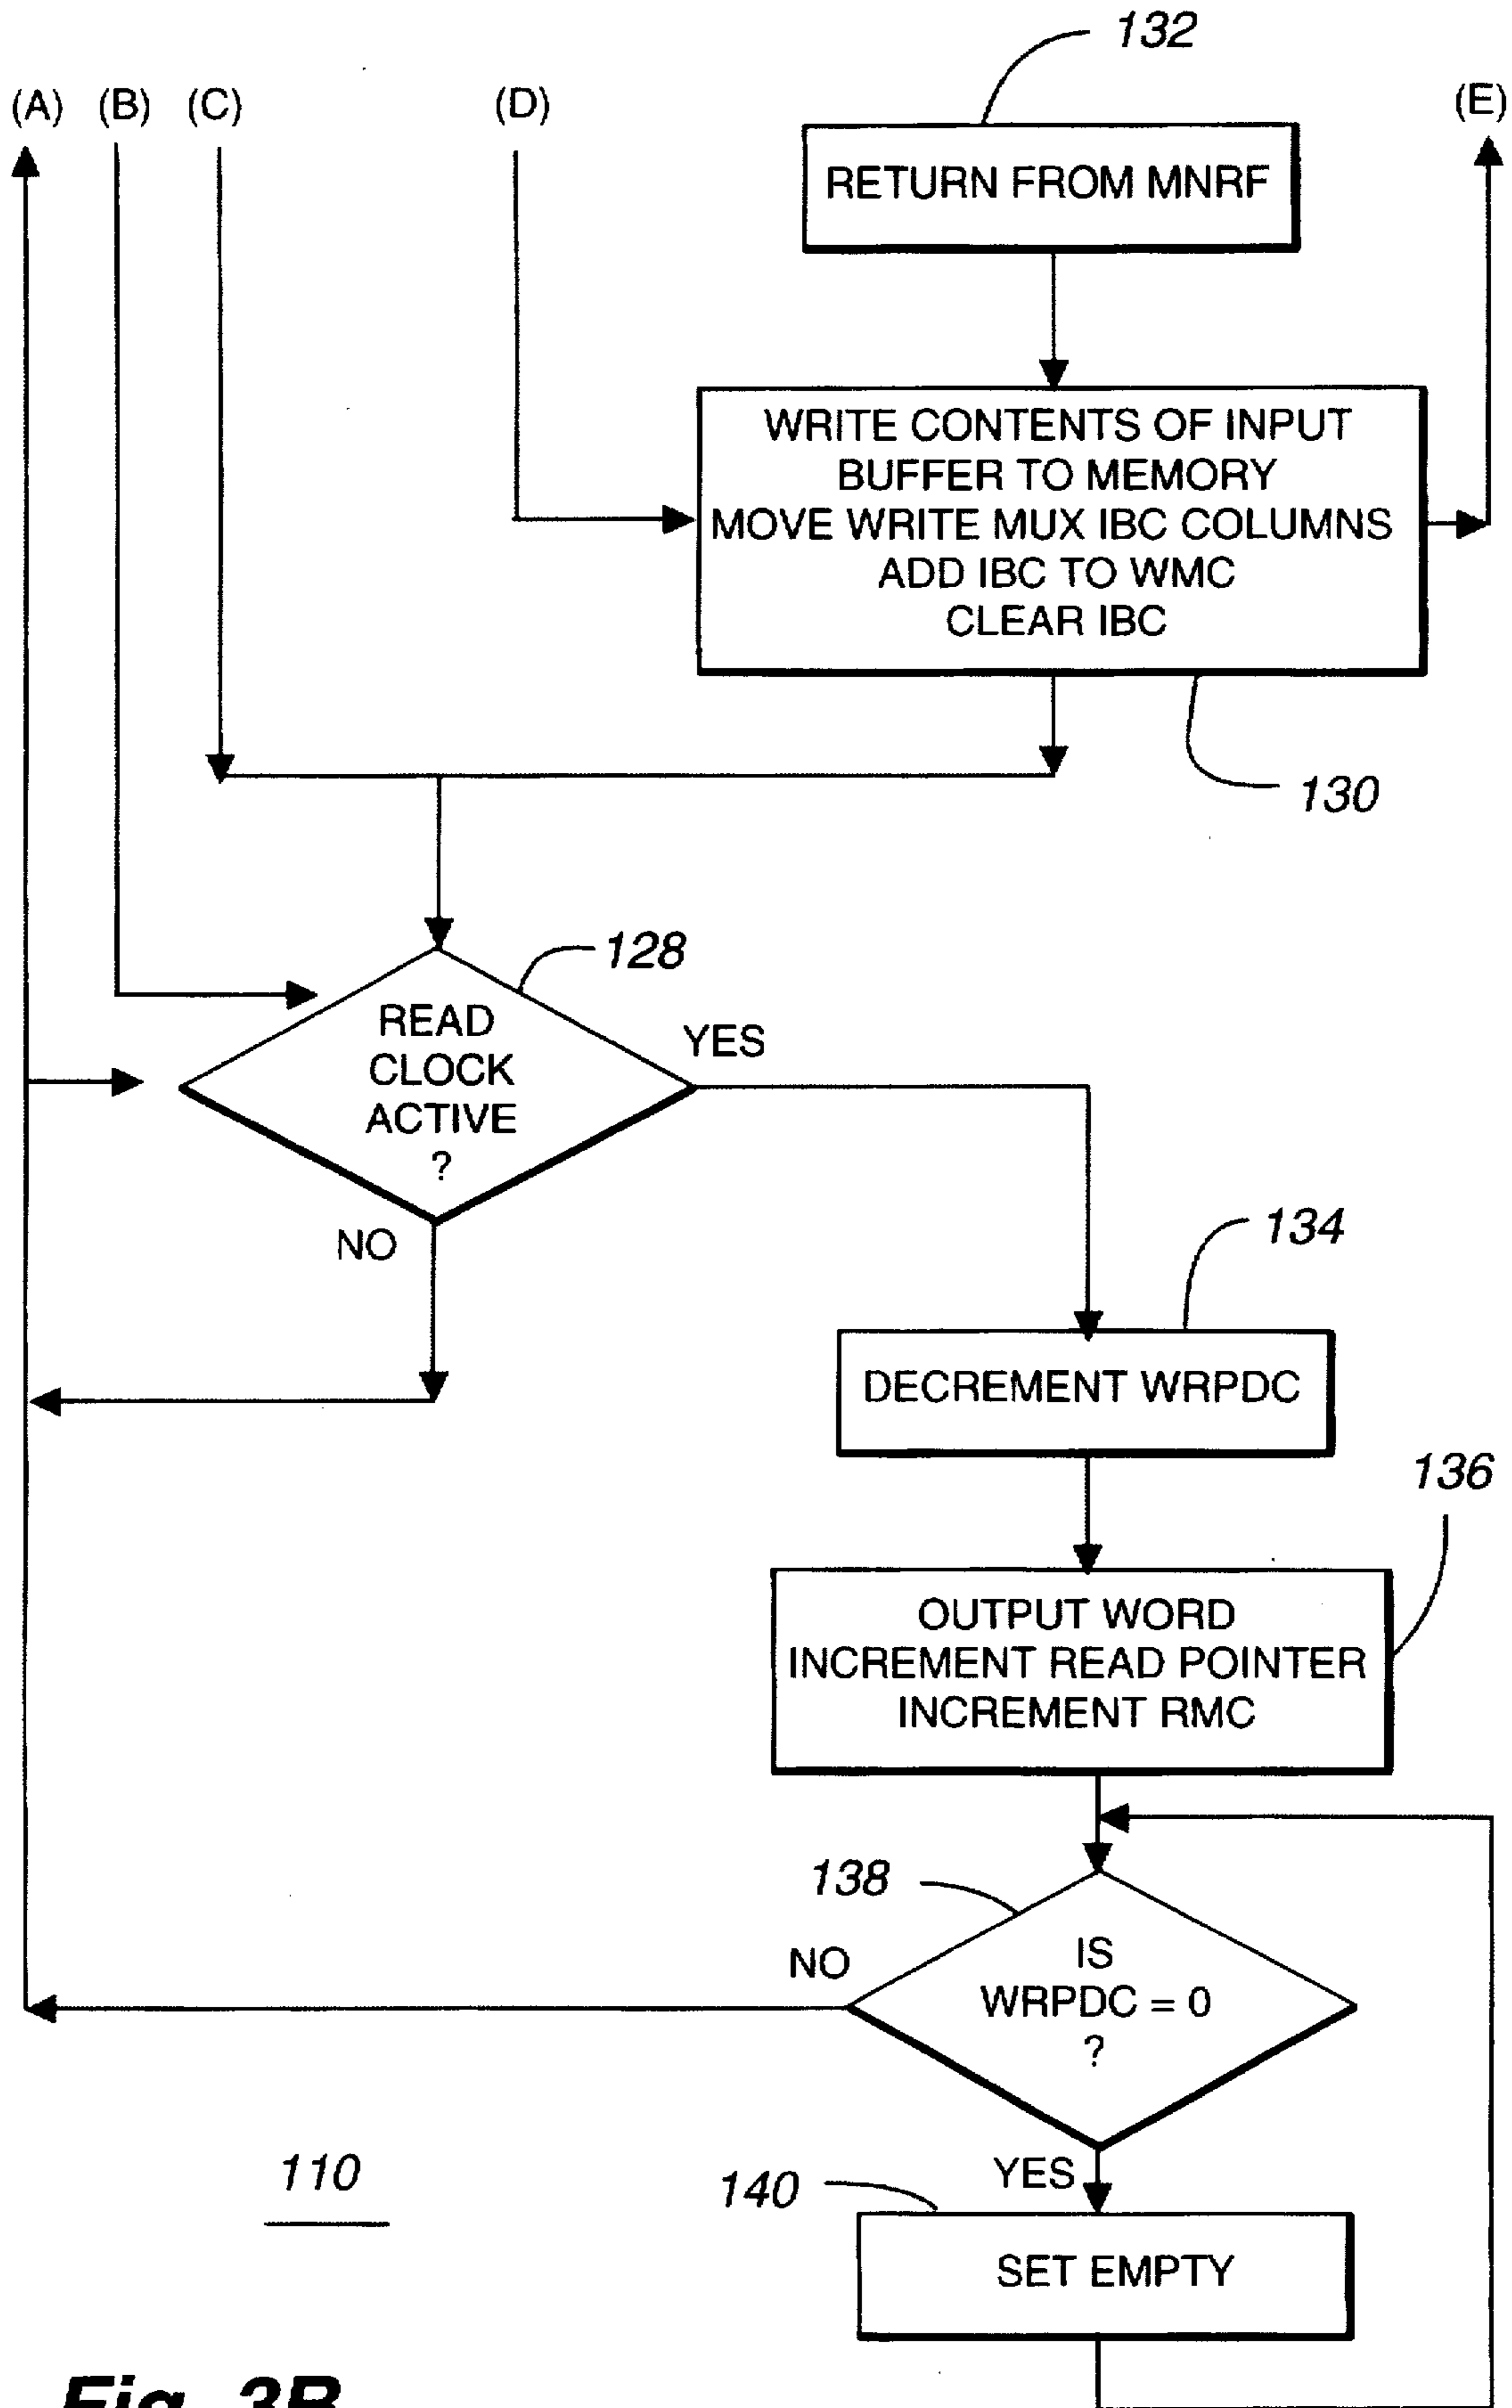 132
(A) (B) (C) (D) (E)
RETURN FROM MNRF
WRITE CONTENTS OF INPUT
BUFFER TO MEMORY
MOVE WRITE MUX IBC COLUMNS
ADD IBC TO WMC
CLEAR IBC
130
128
READ
CLOCK
ACTIVE
?
YES
NO
134
DECREMENT WRPDC
136
OUTPUT WORD
INCREMENT READ POINTER
INCREMENT RMC
138
NO
IS
WRPDC = 0
?
YES
110
140
SET EMPTY
Fig. 3B